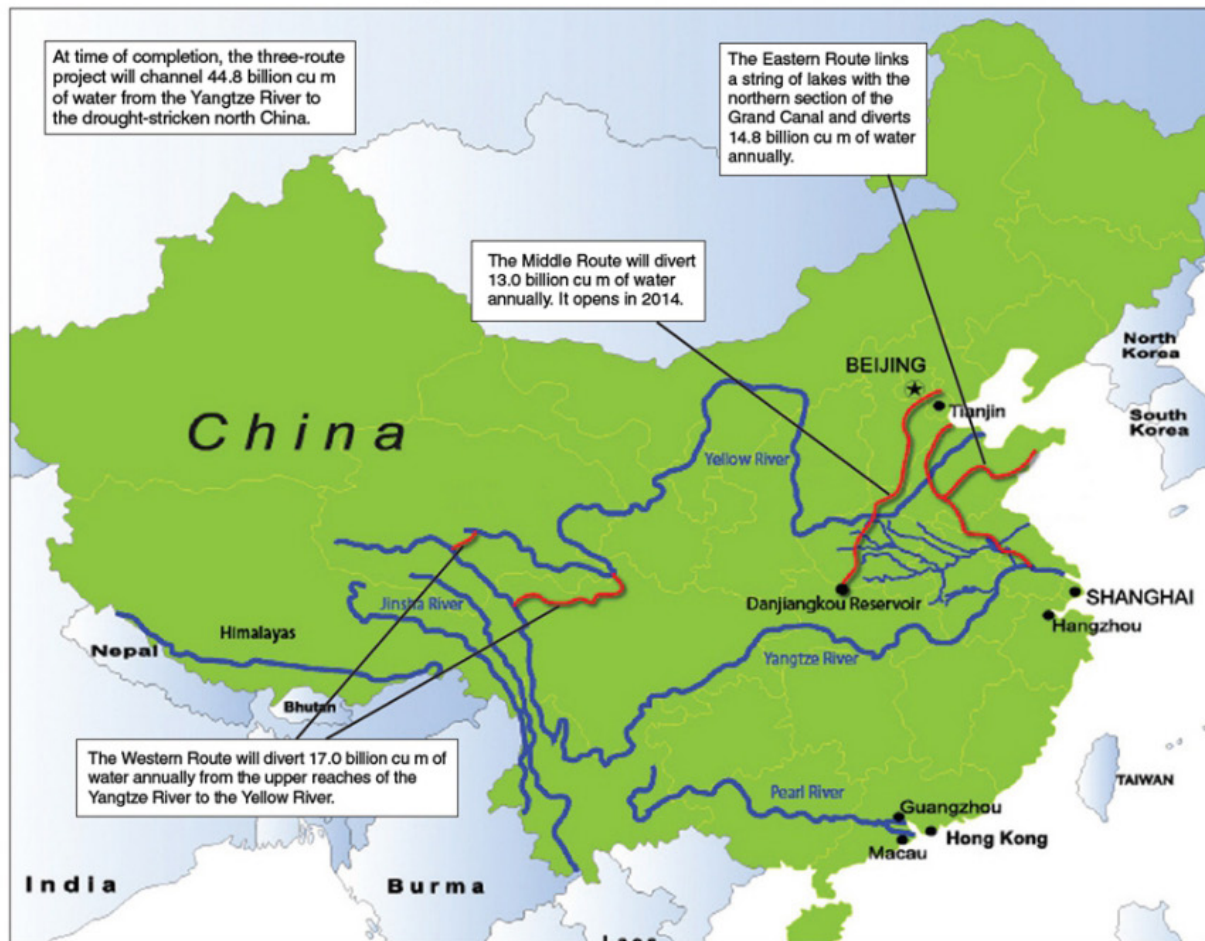 At time of completion, the three-route
project will channel 44.8 billion cu m
of water from the Yangtze River to
the drought-stricken north China.
The Eastern Route links
a string of lakes with the
northern section of the
Grand Canal and diverts
14.8 billion cu m of water
annually.
The Middle Route will divert
13.0 billion cu m of water
annually. It opens in 2014.
North
Korea
BEIJING
Tianjin
South
Korea
China
Yellow River
Jinsha River
Danjiangkou Reservoir
SHANGHAI
Hangzhou
Himalayas
Nepal
Yangtze River
Bhutan
The Western Route will divert 17.0 billion cu m of
water annually from the upper reaches of the
Yangtze River to the Yellow River.
TAIWAN
Pearl River
Guangzhou
Hong Kong
Macau
India
Burma